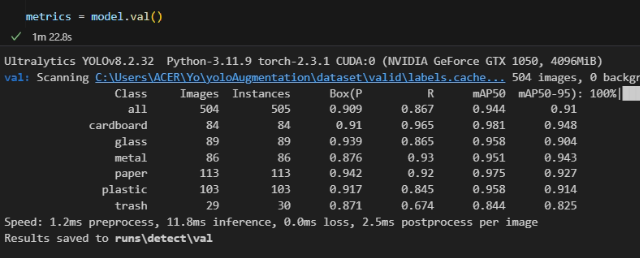 metrics = model.val()
1m 22.8s
Ultralytics YOLOv8.2.32 Python-3.11.9 torch-2.3.1 CUDA:0 (NVIDIA GeForce GTX 1050, 4096MiB)
val: Scanning C:\Users\ACER\Yo\yoloAugmentation\dataset\valid\labels.cache... 504 images, 0 backgr
Class Images Instances Box(P R mAP50 mAP50-95): 100%|
all 504 505 0.909 0.867 0.944 0.91
cardboard 84 84 0.91 0.965 0.981 0.948
glass 89 89 0.939 0.865 0.958 0.904
metal 86 86 0.876 0.93 0.951 0.943
paper 113 113 0.942 0.92 0.975 0.927
plastic 103 103 0.917 0.845 0.958 0.914
trash 29 30 0.871 0.674 0.844 0.825
Speed: 1.2ms preprocess, 11.8ms inference, 0.0ms loss, 2.5ms postprocess per image
Results saved to runs\detect\val